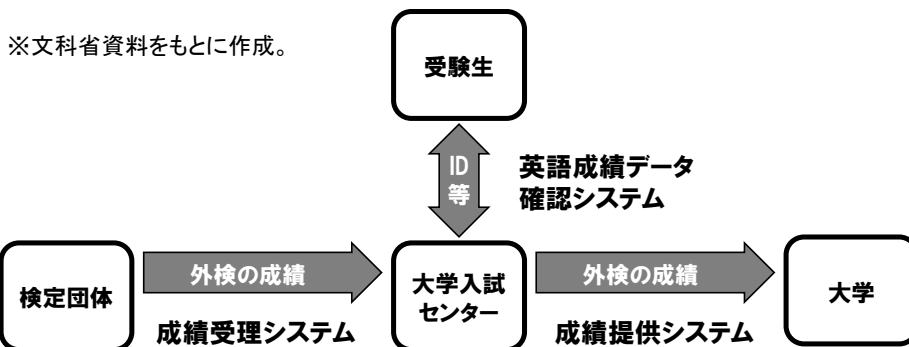 ※文科省資料をもとに作成。
受験生
ID
等
英語成績データ
確認システム
検定団体
外検の成績
成績受理システム
大学入試
センター
外検の成績
成績提供システム
大学